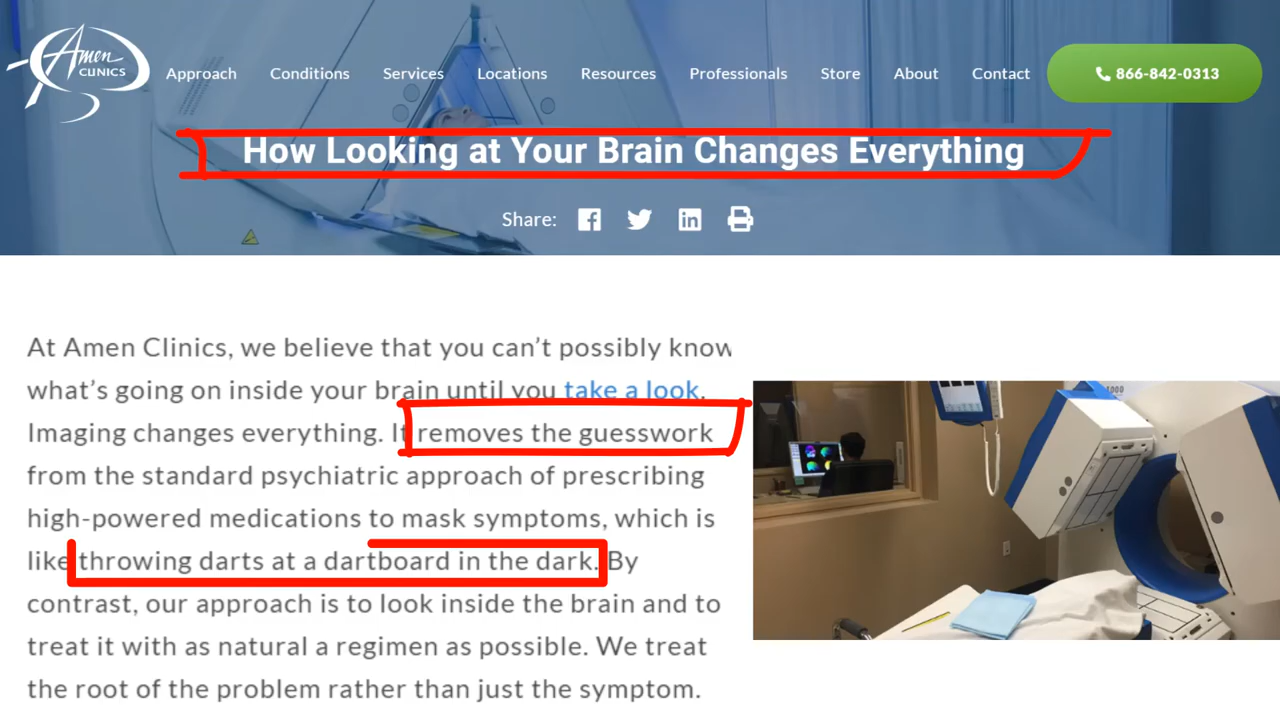 Amen
CLINICS
Approach Conditions Services Locations Resources Professionals Store About Contact 866-842-0313
How Looking at Your Brain Changes Everything
Share:
At Amen Clinics, we believe that you can't possibly know
what's going on inside your brain until you take a look.
Imaging changes everything. It removes the guesswork
from the standard psychiatric approach of prescribing
high-powered medications to mask symptoms, which is
like throwing darts at a dartboard in the dark. By
contrast, our approach is to look inside the brain and to
treat it with as natural a regimen as possible. We treat
the root of the problem rather than just the symptom.